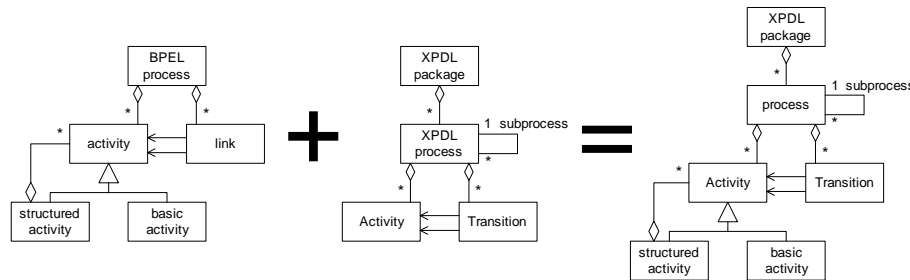 BPEL
process
*
*
*
activity
link
structured
activity
basic
activity
+
XPDL
package
*
XPDL
process
1 subprocess
*
*
*
Activity
Transition
=
XPDL
package
*
process
1 subprocess
*
*
*
*
Activity
Transition
structured
activity
basic
activity